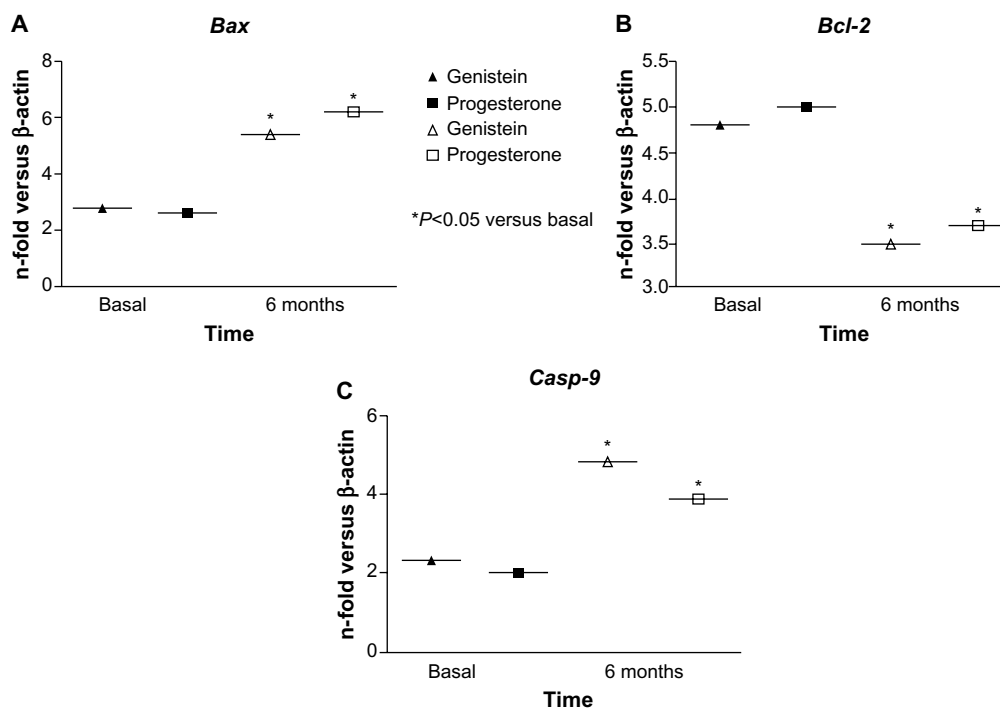 A
Bax
n-fold versus β-actin
8
6
4
2
0
*
*
Basal
6 months
Time
Genistein
Progesterone
Genistein
Progesterone
*P<0.05 versus basal
B
Bcl-2
n-fold versus β-actin
5.5
5.0
4.5
4.0
3.5
3.0
*
*
Basal
6 months
Time
C
Casp-9
n-fold versus β-actin
6
4
2
0
*
*
Basal
6 months
Time